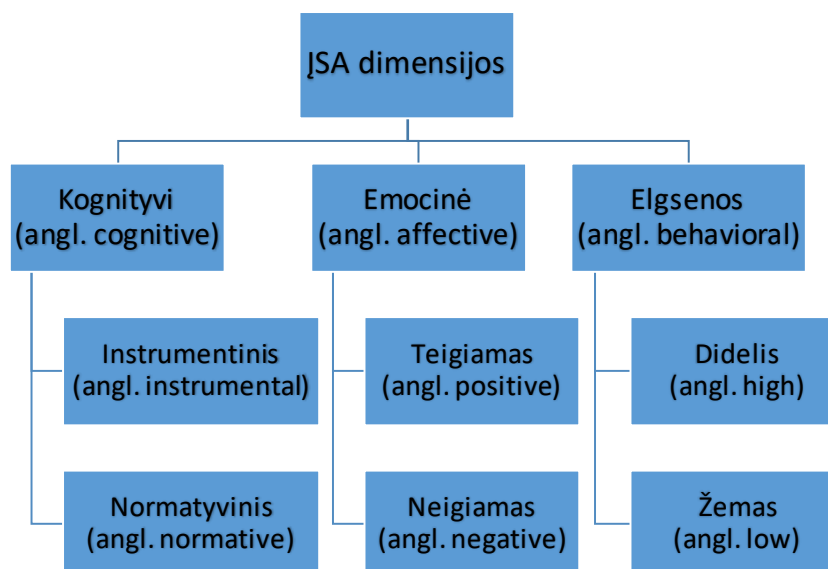 ĮSA dimensijos
Kognityvi
(angl. cognitive)
Emocinė
(angl. affective)
Elgsenos
(angl. behavioral)
Instrumentinis
(angl. instrumental)
Teigiamas
(angl. positive)
Didelis
(angl. high)
Normatyvinis
(angl. normative)
Neigiamas
(angl. negative)
Žemas
(angl. low)